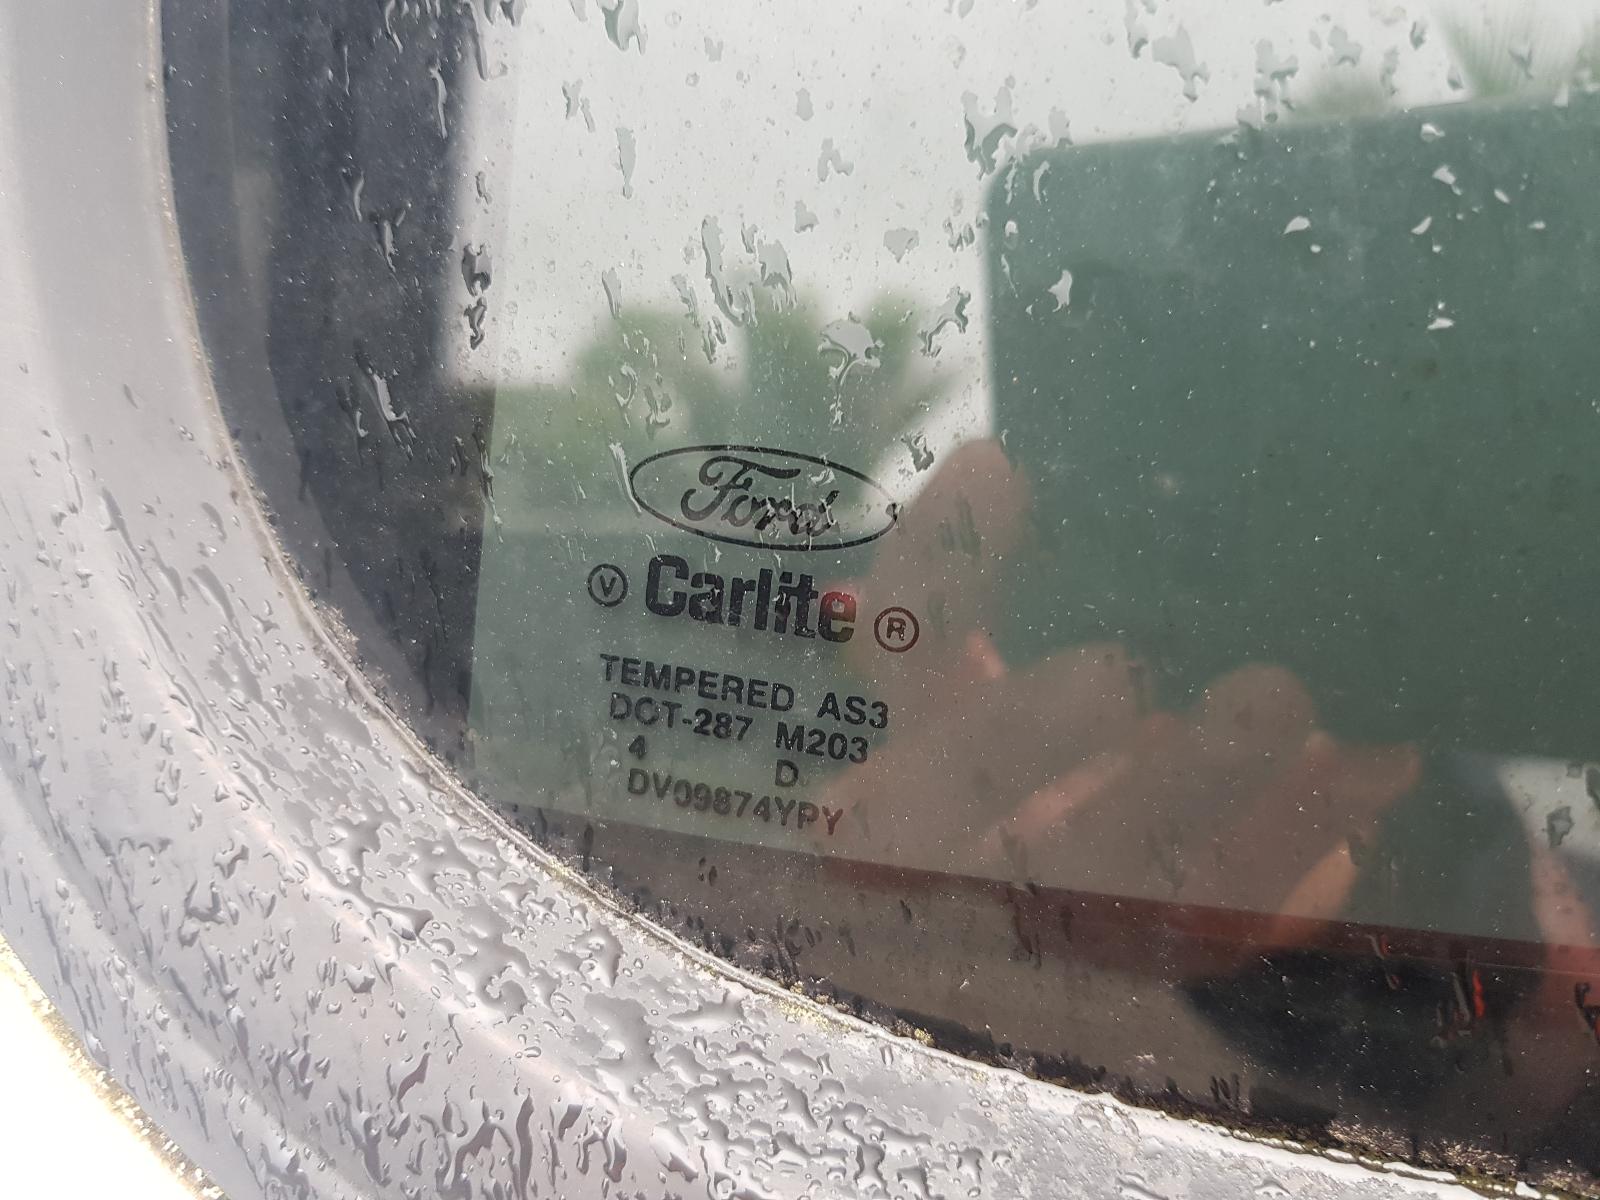 Ford
V Carlite R
TEMPERED AS3
DOT-287 M203
4 D
DV09874YPY